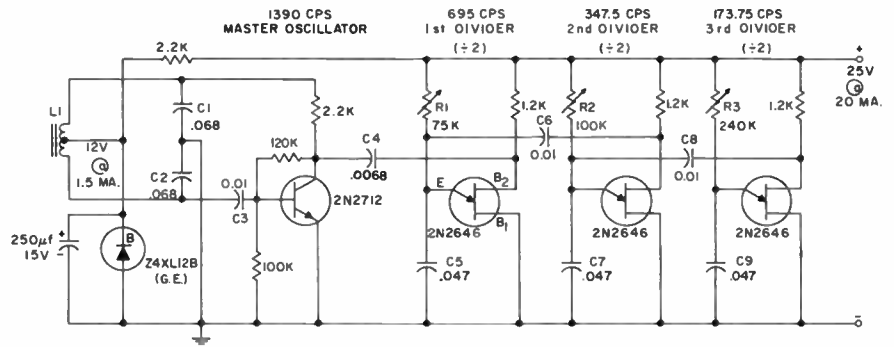 1390 CPS
MASTER OSCILLATOR
695 CPS
1st DIVIDER
(÷2)
347.5 CPS
2nd DIVIDER
(÷2)
173.75 CPS
3rd DIVIDER
(÷2)
2.2K
L1
C1
.068
12V
@
1.5 MA.
C2
.068
0.01
C3
120K
2.2K
C4
.0068
2N2712
100K
250µf
15V
+
-
B
Z4XL12B
(G.E.)
R1
75K
1.2K
C6
0.01
E
B2
B1
2N2646
C5
.047
R2
100K
1.2K
C8
0.01
2N2646
C7
.047
R3
240K
1.2K
2N2646
C9
.047
+
25V
@
20 MA.
-